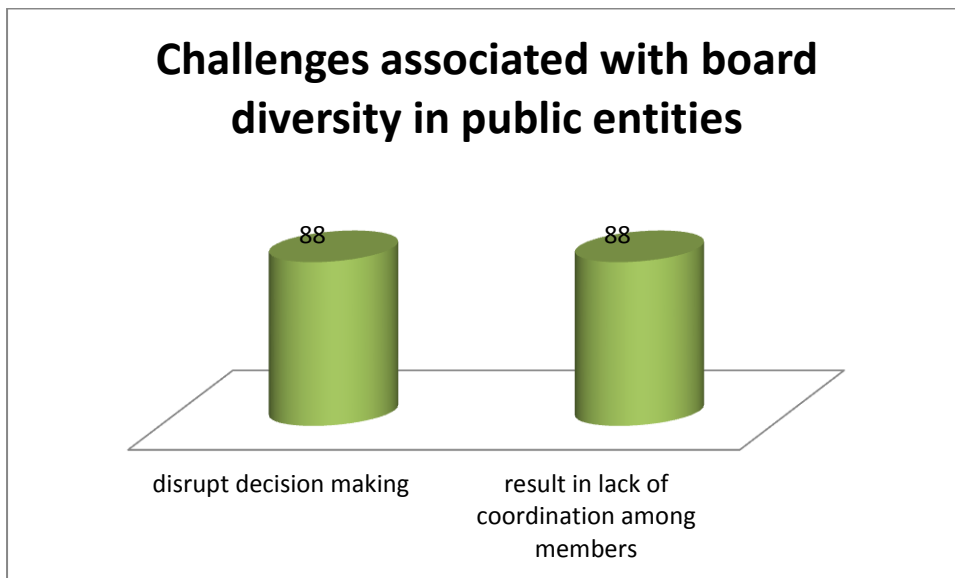 Challenges associated with board
diversity in public entities
88
88
disrupt decision making
result in lack of
coordination among
members